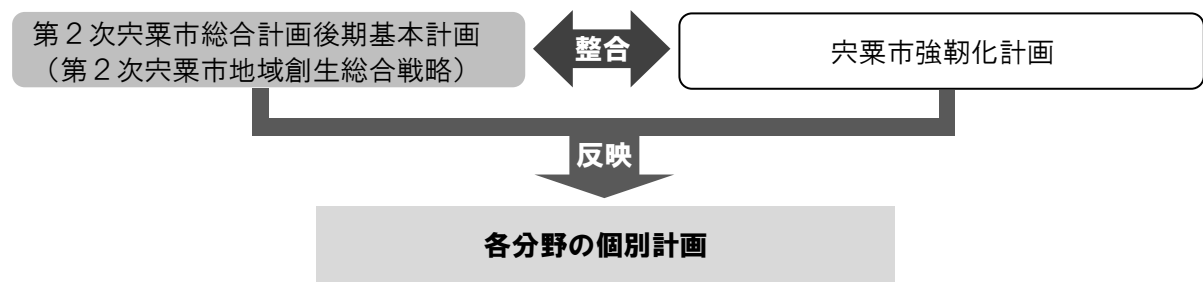 第２次宍粟市総合計画後期基本計画
（第２次宍粟市地域創生総合戦略）
整合
宍粟市強靭化計画
反映
各分野の個別計画